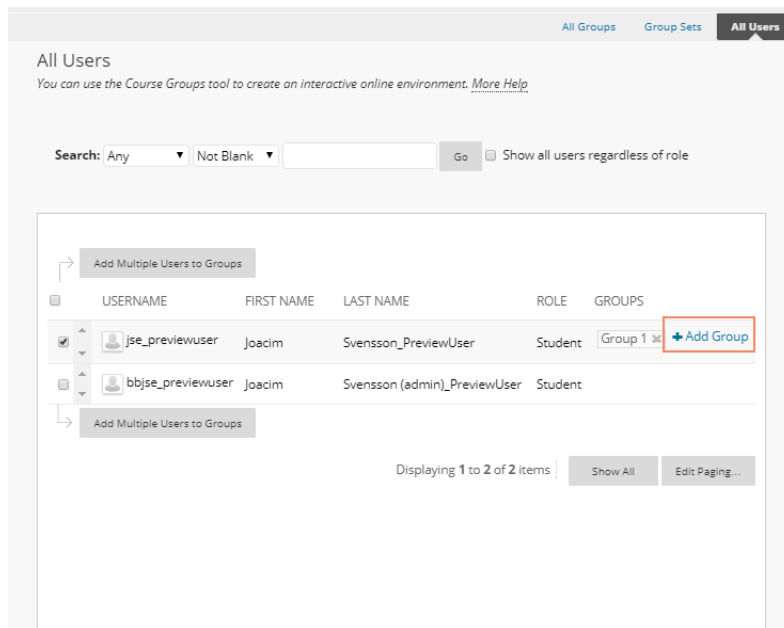 All Groups Group Sets All Users
All Users
You can use the Course Groups tool to create an interactive online environment. More Help
Search: Any Not Blank Go Show all users regardless of role
Add Multiple Users to Groups
USERNAME FIRST NAME LAST NAME ROLE GROUPS
jse_previewuser Joacim Svensson_PreviewUser Student Group 1 Add Group
bbjse_previewuser Joacim Svensson (admin)_PreviewUser Student
Add Multiple Users to Groups
Displaying 1 to 2 of 2 items Show All Edit Paging...